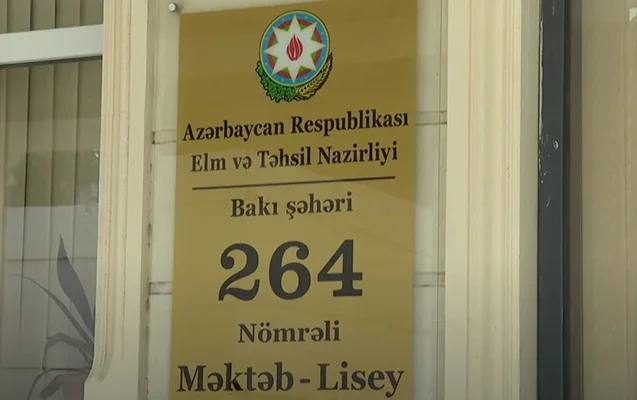 Azərbaycan Respublikası
Elm və Təhsil Nazirliyi
Bakı şəhəri
264
Nömrəli
Məktəb - Lisey